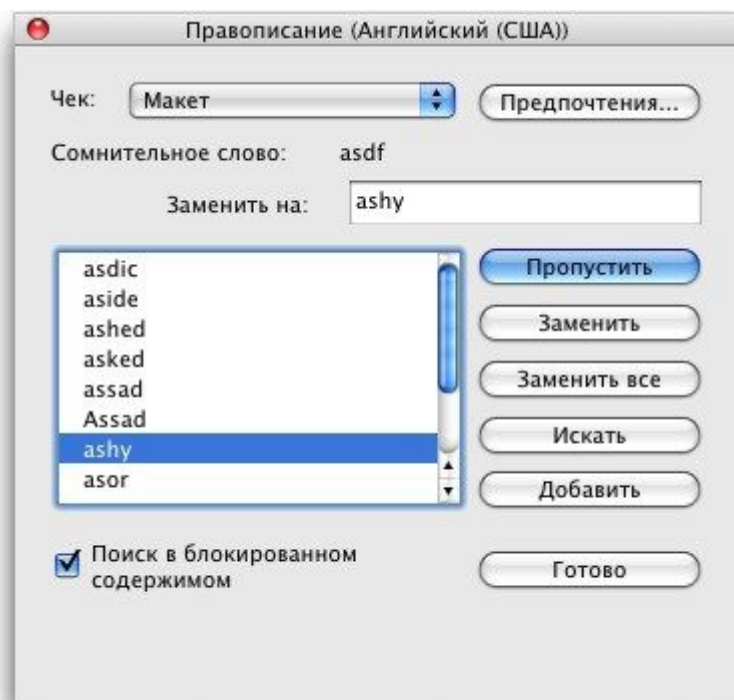 Правописание (Английский (США))
Чек: Макет Предпочтения...
Сомнительное слово: asdf
Заменить на: ashy
asdic
aside
ashed
asked
assad
Assad
ashy
asor
Пропустить
Заменить
Заменить все
Искать
Добавить
Поиск в блокированном
содержимом
Готово